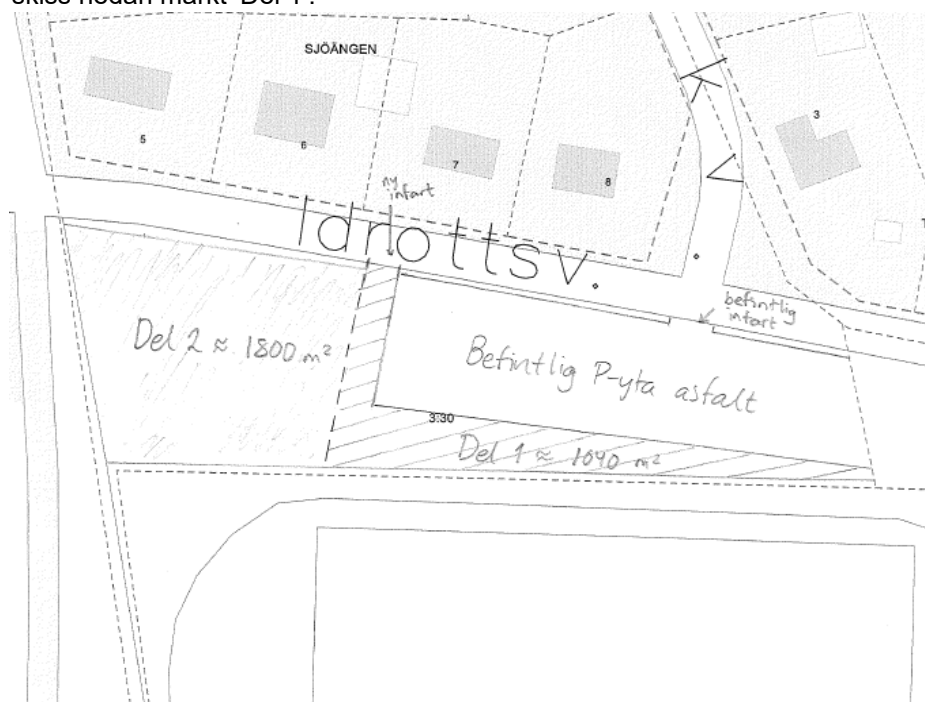 skiss nedan märkt "Del 1".
SJÖÄNGEN
3
5
6
7
8
ny
infart
Idrottsv.
befintlig
infart
Del 2 ≈ 1800 m²
Befintlig P-yta asfalt
3:30
Del 1 ≈ 1040 m²